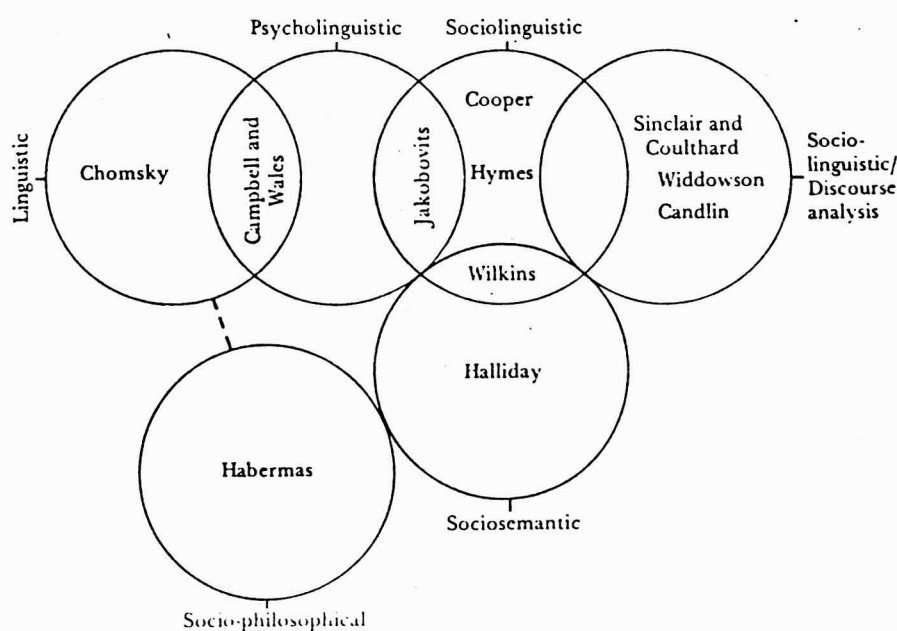 Psycholinguistic
Sociolinguistic
Linguistic
Chomsky
Campbell and
Wales
Jakobovits
Cooper
Hymes
Wilkins
Sinclair and
Coulthard
Widdowson
Candlin
Socio-
linguistic/
Discourse
analysis
Halliday
Habermas
Sociosemantic
Socio-philosophical